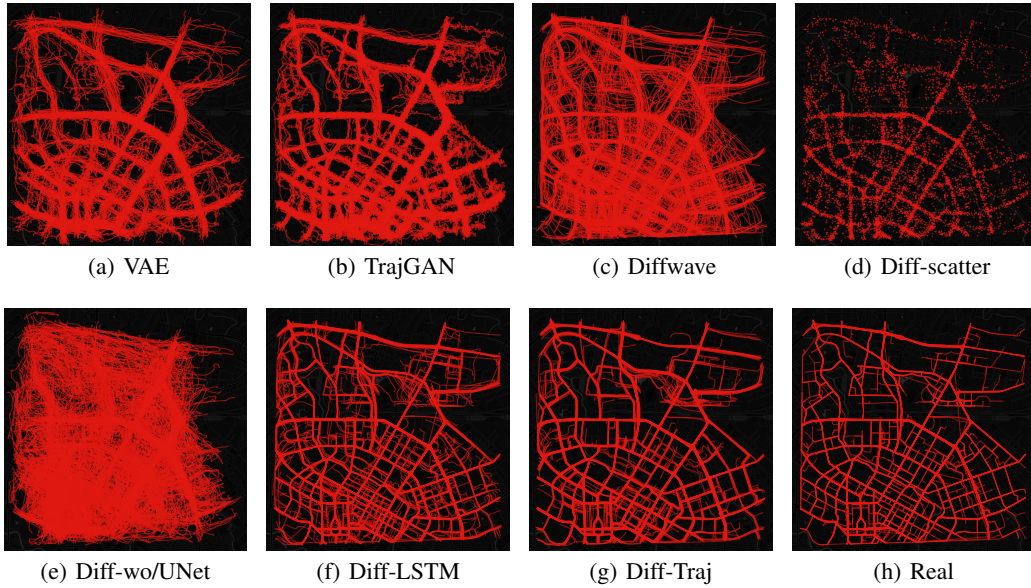 (a) VAE
(b) TrajGAN
(c) Diffwave
(d) Diff-scatter
(e) Diff-wo/UNet
(f) Diff-LSTM
(g) Diff-Traj
(h) Real